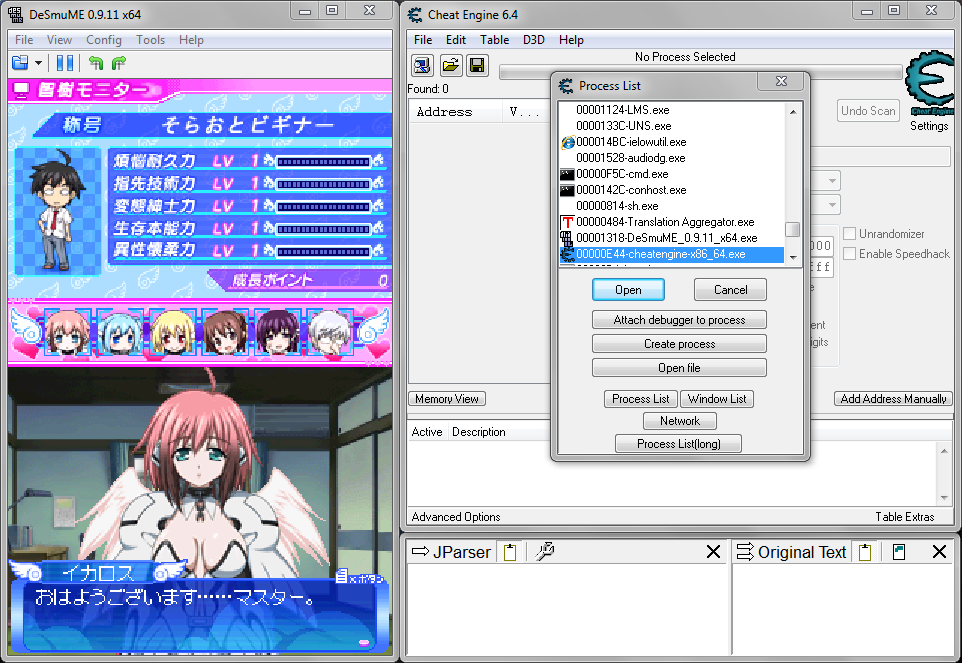 DeSmuME 0.9.11 x64
File View Config Tools Help
智樹モニター
称号 そらおとビギナー
煩悩耐久力 LV 1
指先技術力 LV 1
変態紳士力 LV 1
生存本能力 LV 1
異性懐柔力 LV 1
成長ポイント 0
イカロス
×ボタン
おはようございます……マスター。
Cheat Engine 6.4
File Edit Table D3D Help
No Process Selected
Found: 0
Address V...
Undo Scan
Cheat Engine
Settings
Unrandomizer
Enable Speedhack
Memory View
Add Address Manually
Active Description
Advanced Options
Table Extras
Process List
00001124-LMS.exe
0000133C-UNS.exe
000014BC-ielowutil.exe
00001528-audiodg.exe
00000F5C-cmd.exe
0000142C-conhost.exe
00000814-sh.exe
00000484-Translation Aggregator.exe
00001318-DeSmuME_0.9.11_x64.exe
00000E44-cheatengine-x86_64.exe
Open Cancel
Attach debugger to process
Create process
Open file
Process List Window List
Network
Process List(long)
JParser
Original Text